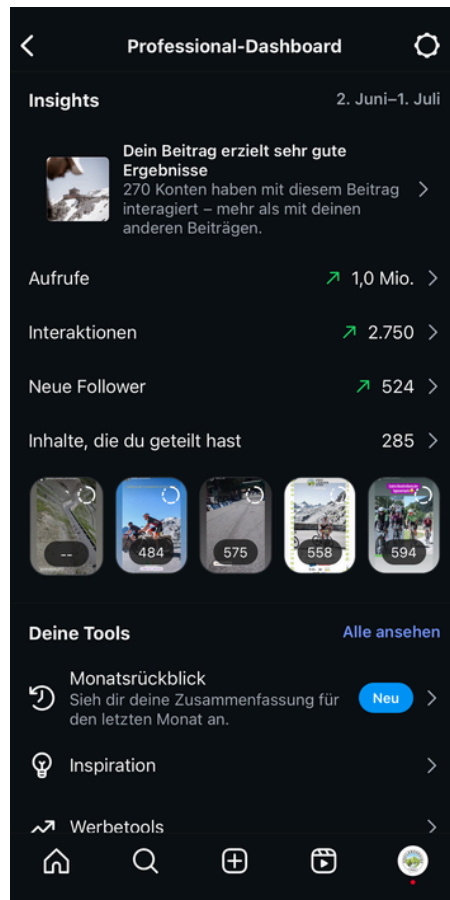 Professional-Dashboard
Insights
2. Juni–1. Juli
Dein Beitrag erzielt sehr gute
Ergebnisse
270 Konten haben mit diesem Beitrag
interagiert – mehr als mit deinen
anderen Beiträgen.
Aufrufe
1,0 Mio.
Interaktionen
2.750
Neue Follower
524
Inhalte, die du geteilt hast
285
--
484
575
558
594
Deine Tools
Alle ansehen
Monatsrückblick
Sieh dir deine Zusammenfassung für
den letzten Monat an.
Neu
Inspiration
Werbetools